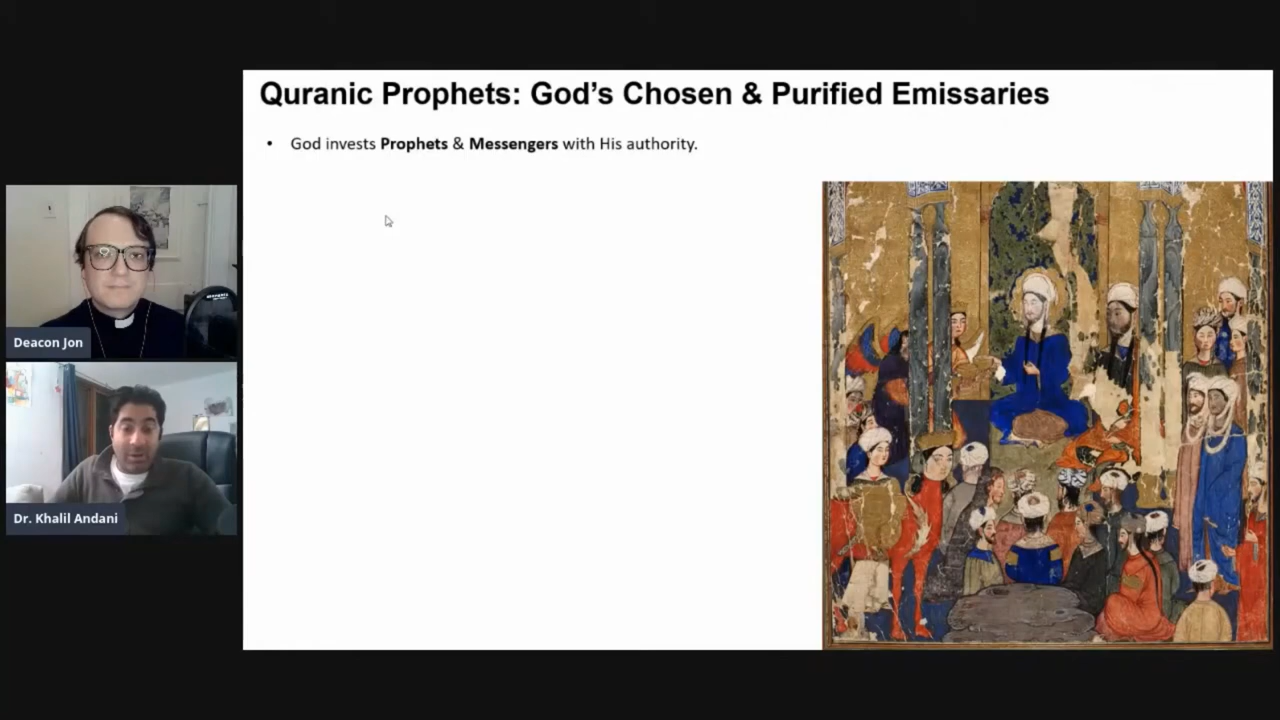 Quranic Prophets: God's Chosen & Purified Emissaries
• God invests Prophets & Messengers with His authority.
Deacon Jon
Dr. Khalil Andani